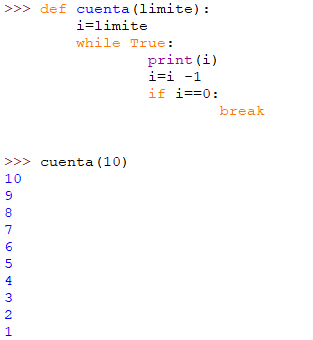 >>> def cuenta(limite):
        i=limite
        while True:
                print(i)
                i=i -1
                if i==0:
                        break
>>> cuenta(10)
10
9
8
7
6
5
4
3
2
1